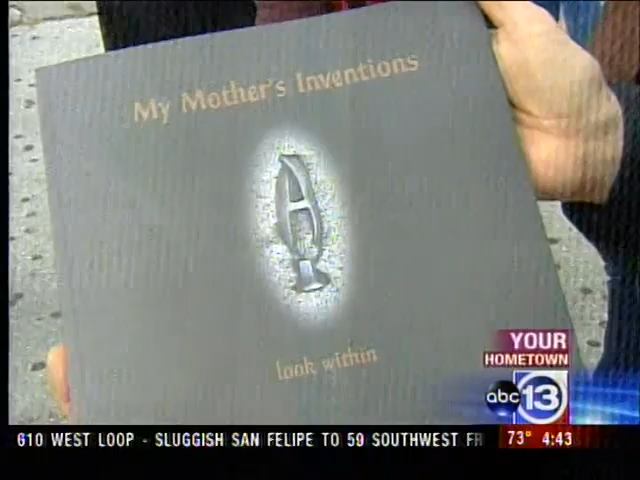 My Mother's Inventions
look within
YOUR
HOMETOWN
abc 13
610 WEST LOOP - SLUGGISH SAN FELIPE TO 59 SOUTHWEST FR
73° 4:43